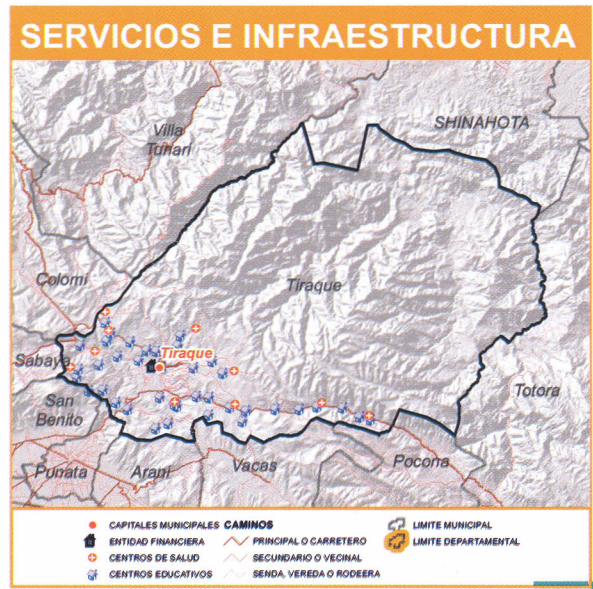 SERVICIOS E INFRAESTRUCTURA
Villa
Tunari
SHINAHOTA
Colomi
Tiraque
Sabaya
Tiraque
San
Benito
Totora
Punata
Arani
Vacas
Pocona
CAPITALES MUNICIPALES
ENTIDAD FINANCIERA
CENTROS DE SALUD
CENTROS EDUCATIVOS
CAMINOS
PRINCIPAL O CARRETERO
SECUNDARIO O VECINAL
SENDA, VEREDA O RODEERA
LIMITE MUNICIPAL
LIMITE DEPARTAMENTAL